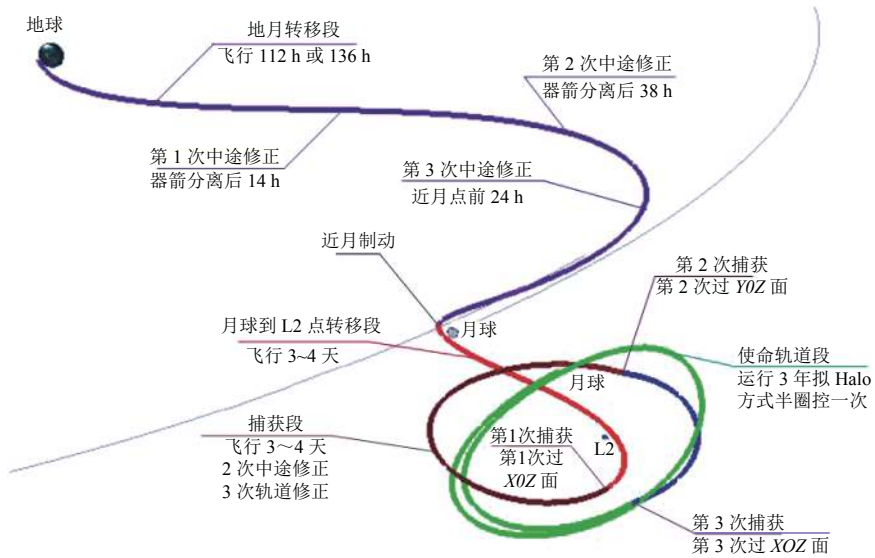 地球
地月转移段
飞行 112 h 或 136 h
第 2 次中途修正
器箭分离后 38 h
第 1 次中途修正
器箭分离后 14 h
第 3 次中途修正
近月点前 24 h
近月制动
第 2 次捕获
第 2 次过 Y0Z 面
月球到 L2 点转移段
飞行 3~4 天
月球
使命轨道段
运行 3 年拟 Halo
方式半圈控一次
月球
捕获段
飞行 3～4 天
2 次中途修正
3 次轨道修正
第1次捕获
第1次过
X0Z 面
L2
第 3 次捕获
第 3 次过 XOZ 面